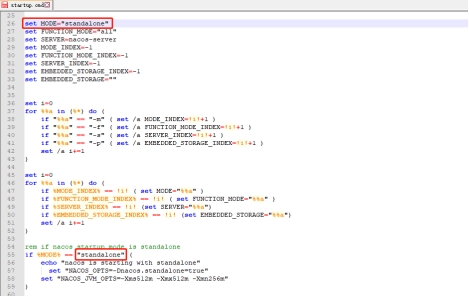 startup.cmd
25
26 set MODE="standalone"
27 set FUNCTION_MODE="all"
28 set SERVER=nacos-server
29 set MODE_INDEX=-1
30 set FUNCTION_MODE_INDEX=-1
31 set SERVER_INDEX=-1
32 set EMBEDDED_STORAGE_INDEX=-1
33 set EMBEDDED_STORAGE=""
34
35
36 set i=0
37 for %%a in (%*) do (
38 if "%%a" == "-m" ( set /a MODE_INDEX=!i!+1 )
39 if "%%a" == "-f" ( set /a FUNCTION_MODE_INDEX=!i!+1 )
40 if "%%a" == "-s" ( set /a SERVER_INDEX=!i!+1 )
41 if "%%a" == "-p" ( set /a EMBEDDED_STORAGE_INDEX=!i!+1 )
42 set /a i+=1
43 )
44
45 set i=0
46 for %%a in (%*) do (
47 if %MODE_INDEX% == !i! ( set MODE="%%a" )
48 if %FUNCTION_MODE_INDEX% == !i! ( set FUNCTION_MODE="%%a" )
49 if %SERVER_INDEX% == !i! (set SERVER="%%a")
50 if %EMBEDDED_STORAGE_INDEX% == !i! (set EMBEDDED_STORAGE="%%a")
51 set /a i+=1
52 )
53
54 rem if nacos startup mode is standalone
55 if %MODE% == "standalone" (
56 echo "nacos is starting with standalone"
57 set "NACOS_OPTS=-Dnacos.standalone=true"
58 set "NACOS_JVM_OPTS=-Xms512m -Xmx512m -Xmn256m"
59 )
60